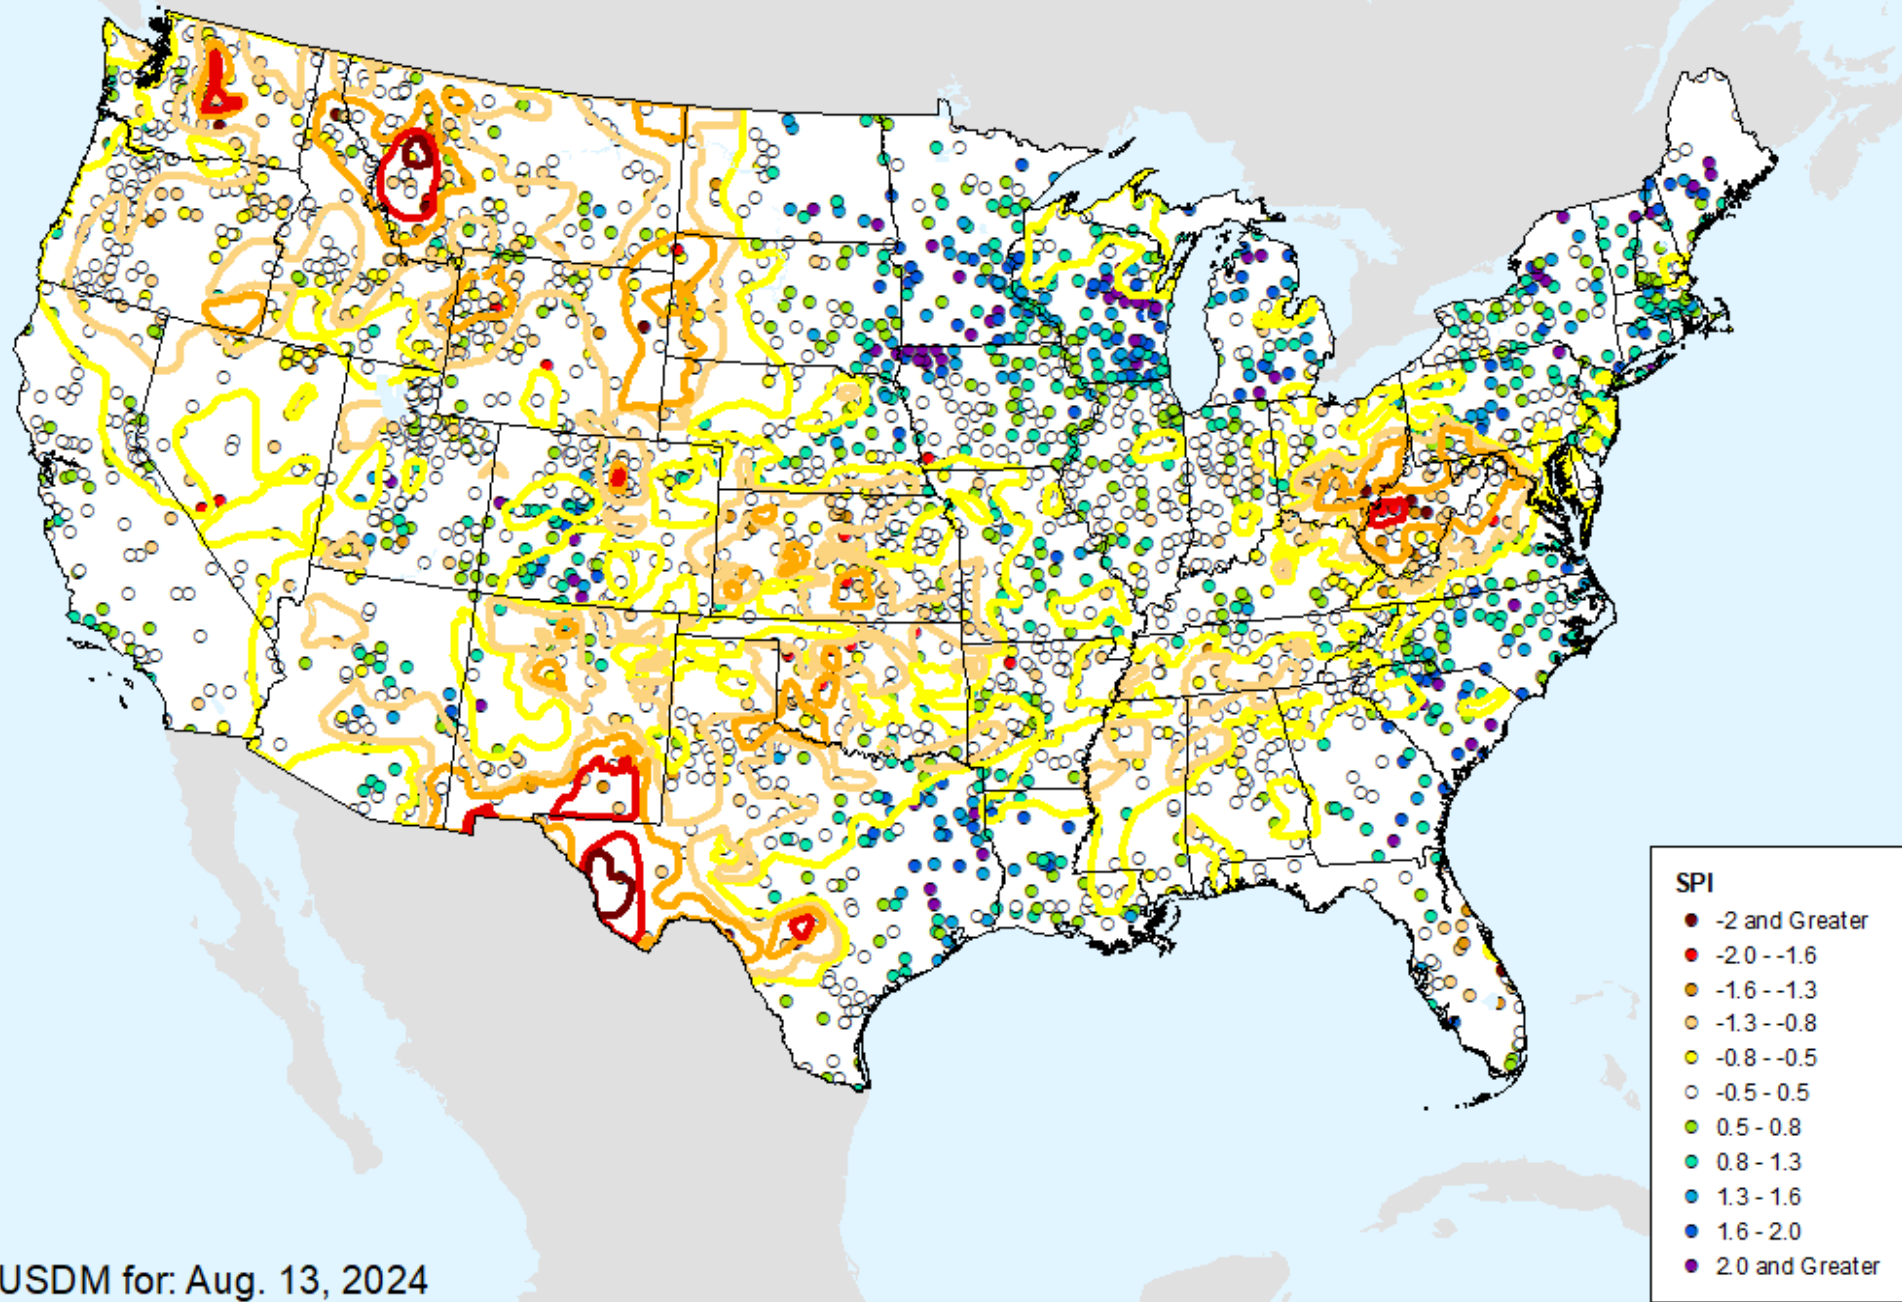 SPI
-2 and Greater
-2.0 - -1.6
-1.6 - -1.3
-1.3 - -0.8
-0.8 - -0.5
-0.5 - 0.5
0.5 - 0.8
0.8 - 1.3
1.3 - 1.6
1.6 - 2.0
2.0 and Greater
USDM for: Aug. 13, 2024